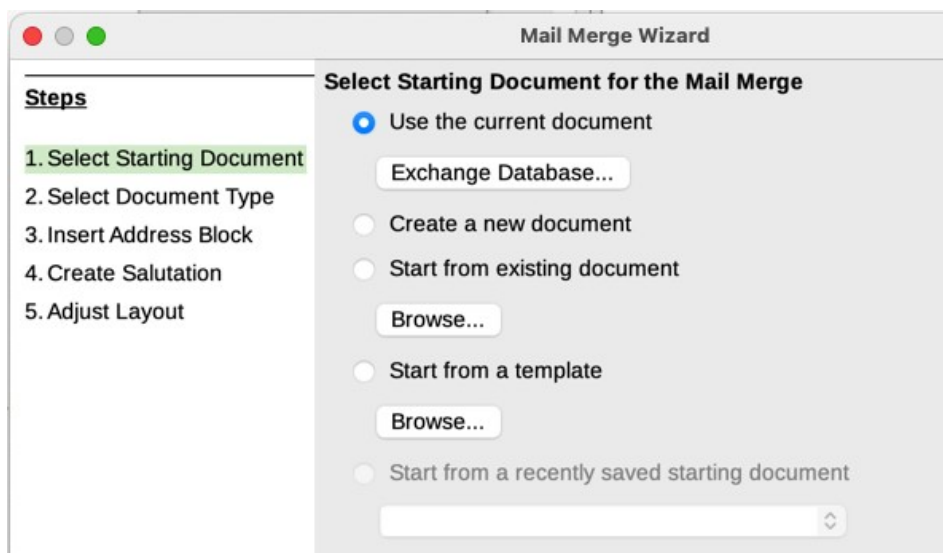 Mail Merge Wizard
Steps
1. Select Starting Document
2. Select Document Type
3. Insert Address Block
4. Create Salutation
5. Adjust Layout
Select Starting Document for the Mail Merge
Use the current document
Exchange Database...
Create a new document
Start from existing document
Browse...
Start from a template
Browse...
Start from a recently saved starting document